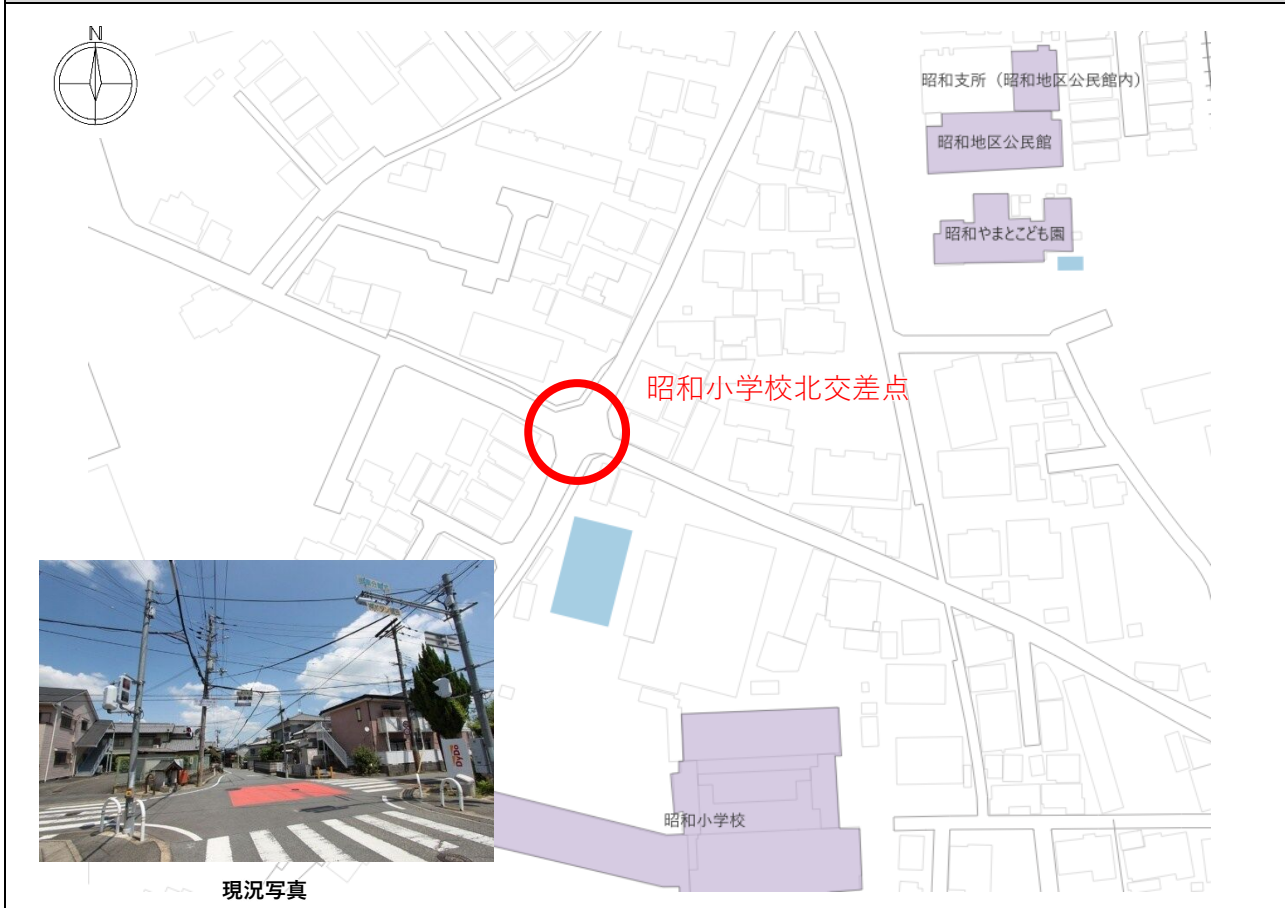 N
昭和支所（昭和地区公民館内）
昭和地区公民館
昭和やまとこども園
昭和小学校北交差点
DyDo
昭和小学校
現況写真